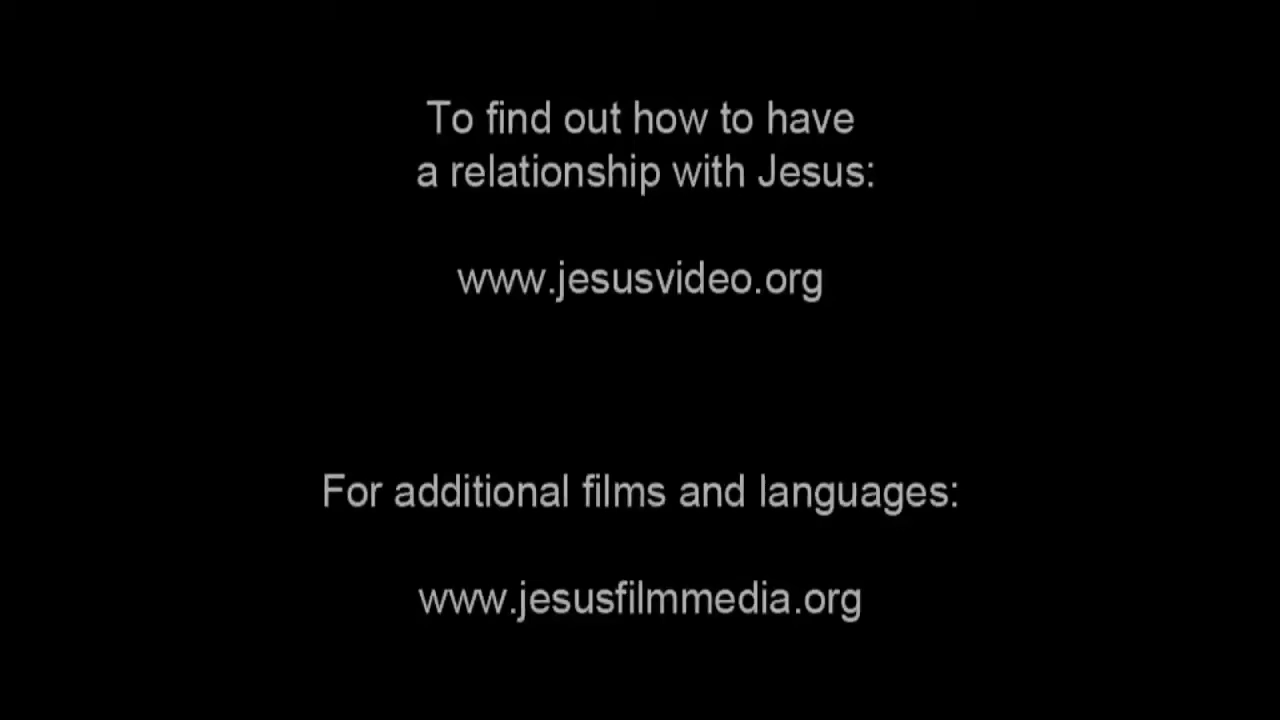 To find out how to have
a relationship with Jesus:
www.jesusvideo.org
For additional films and languages:
www.jesusfilmmedia.org